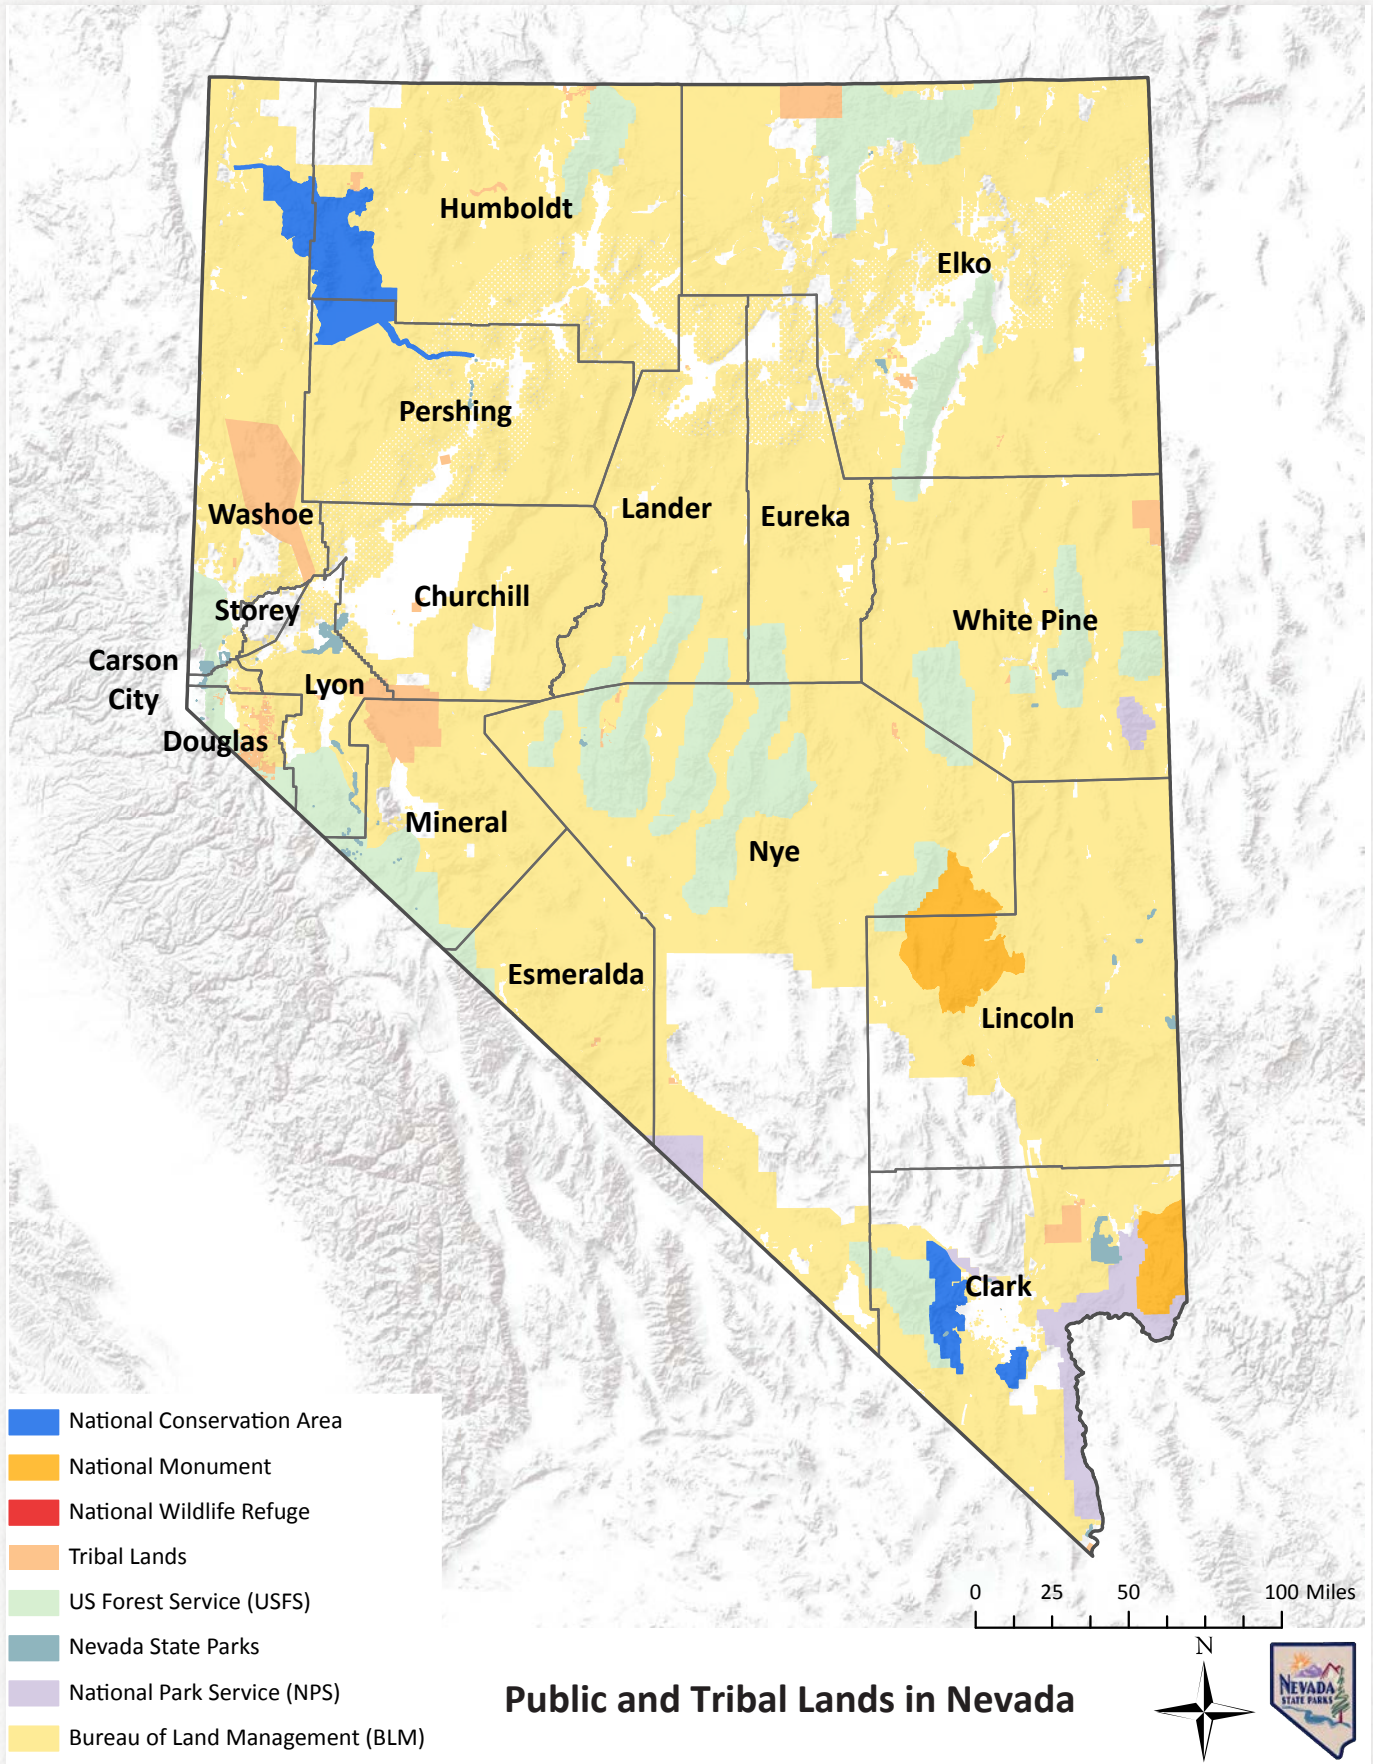 Humboldt
Elko
Pershing
Washoe
Lander
Eureka
Churchill
Storey
White Pine
Carson
City
Lyon
Douglas
Mineral
Nye
Esmeralda
Lincoln
Clark
National Conservation Area
National Monument
National Wildlife Refuge
Tribal Lands
US Forest Service (USFS)
Nevada State Parks
National Park Service (NPS)
Bureau of Land Management (BLM)
0 25 50 100 Miles
N
Public and Tribal Lands in Nevada
NEVADA
STATE PARKS